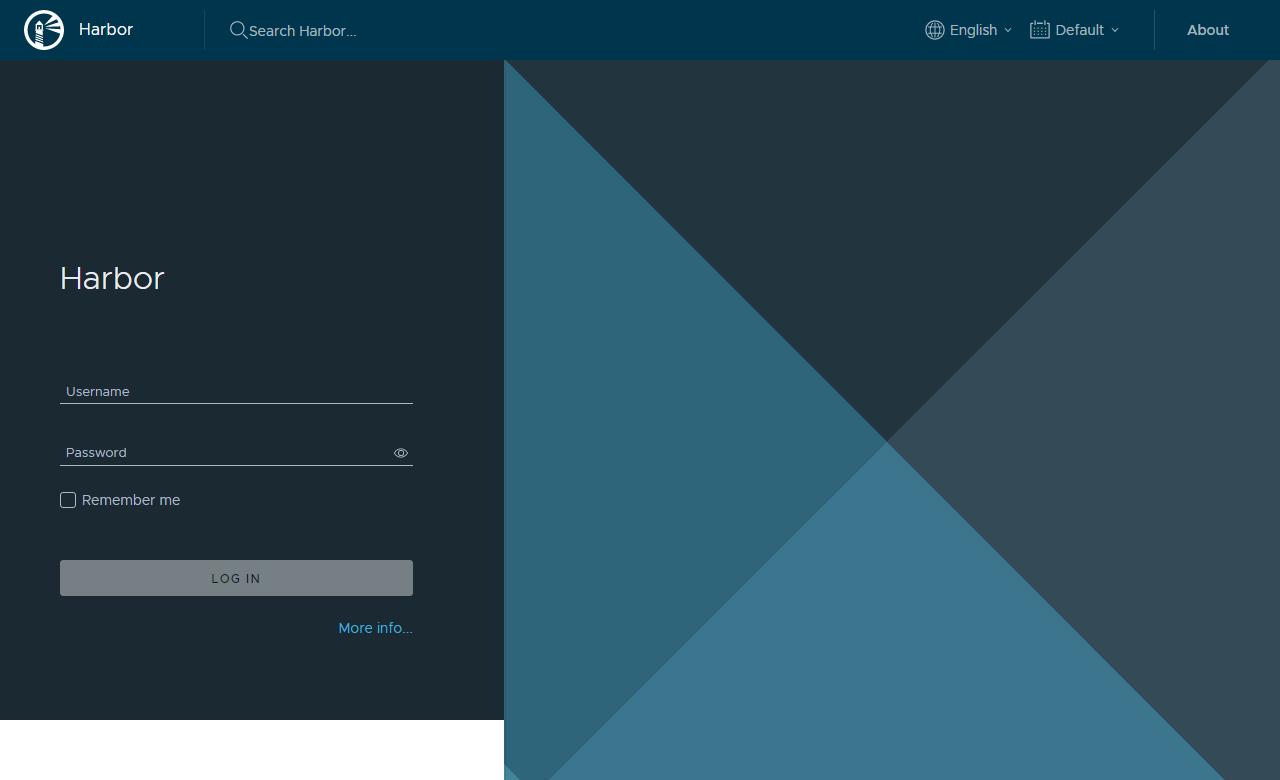 Harbor
Search Harbor...
English
Default
About
Harbor
Username
Password
Remember me
LOG IN
More info...